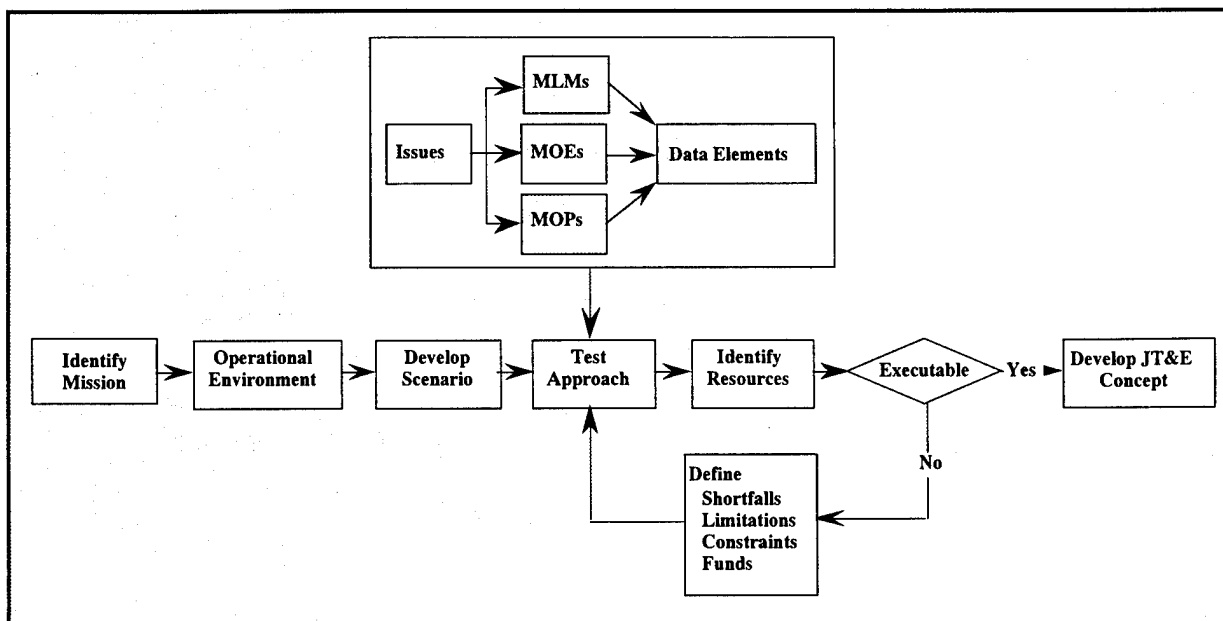 MLMs
Issues
MOEs
Data Elements
MOPs
Identify
Mission
Operational
Environment
Develop
Scenario
Test
Approach
Identify
Resources
Executable
Yes
Develop JT&E
Concept
No
Define
Shortfalls
Limitations
Constraints
Funds